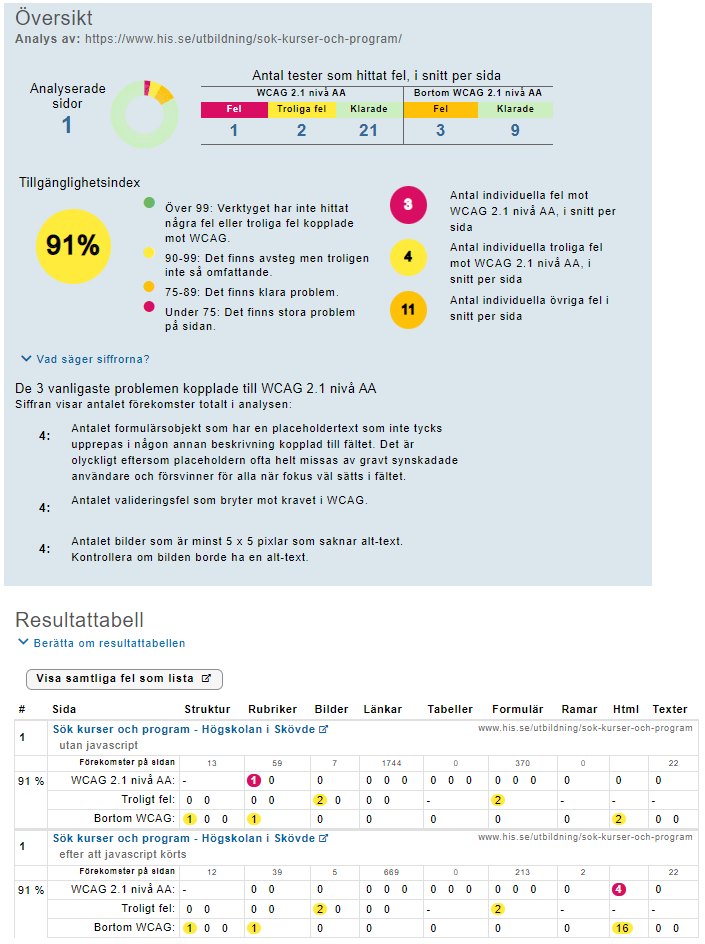 Översikt
Analys av: https://www.his.se/utbildning/sok-kurser-och-program/
Analyserade
sidor
1
Antal tester som hittat fel, i snitt per sida
WCAG 2.1 nivå AA Bortom WCAG 2.1 nivå AA
Fel Troliga fel Klarade Fel Klarade
1 2 21 3 9
Tillgänglighetsindex
91%
Över 99: Verktyget har inte hittat
några fel eller troliga fel kopplade
mot WCAG.
90-99: Det finns avsteg men troligen
inte så omfattande.
75-89: Det finns klara problem.
Under 75: Det finns stora problem
på sidan.
3
Antal individuella fel mot
WCAG 2.1 nivå AA, i snitt per
sida
4
Antal individuella troliga fel
mot WCAG 2.1 nivå AA, i
snitt per sida
11
Antal individuella övriga fel i
snitt per sida
Vad säger siffrorna?
De 3 vanligaste problemen kopplade till WCAG 2.1 nivå AA
Siffran visar antalet förekomster totalt i analysen:
4: Antalet formulärsobjekt som har en placeholdertext som inte tycks
upprepas i någon annan beskrivning kopplad till fältet. Det är
olyckligt eftersom placeholdern ofta helt missas av gravt synskadade
användare och försvinner för alla när fokus väl sätts i fältet.
4: Antalet valideringsfel som bryter mot kravet i WCAG.
4: Antalet bilder som är minst 5 x 5 pixlar som saknar alt-text.
Kontrollera om bilden borde ha en alt-text.
Resultattabell
Berätta om resultattabellen
Visa samtliga fel som lista
# Sida Struktur Rubriker Bilder Länkar Tabeller Formulär Ramar Html Texter
1 Sök kurser och program - Högskolan i Skövde www.his.se/utbildning/sok-kurser-och-program
utan javascript
Förekomster på sidan 13 59 7 1744 0 370 0 22
91 % WCAG 2.1 nivå AA: - 1 0 0 0 0 0 0 0 0 0 0 0 0 0 0
Troligt fel: 0 0 0 0 2 0 0 0 - 2 - - -
Bortom WCAG: 1 0 0 1 0 0 0 0 0 2 0 0
1 Sök kurser och program - Högskolan i Skövde www.his.se/utbildning/sok-kurser-och-program
efter att javascript körts
Förekomster på sidan 12 39 5 669 0 213 2 22
91 % WCAG 2.1 nivå AA: - 0 0 0 0 0 0 0 0 0 0 0 0 0 4 0
Troligt fel: 0 0 0 0 2 0 0 0 - 2 - - -
Bortom WCAG: 1 0 0 1 0 0 0 0 0 16 0 0